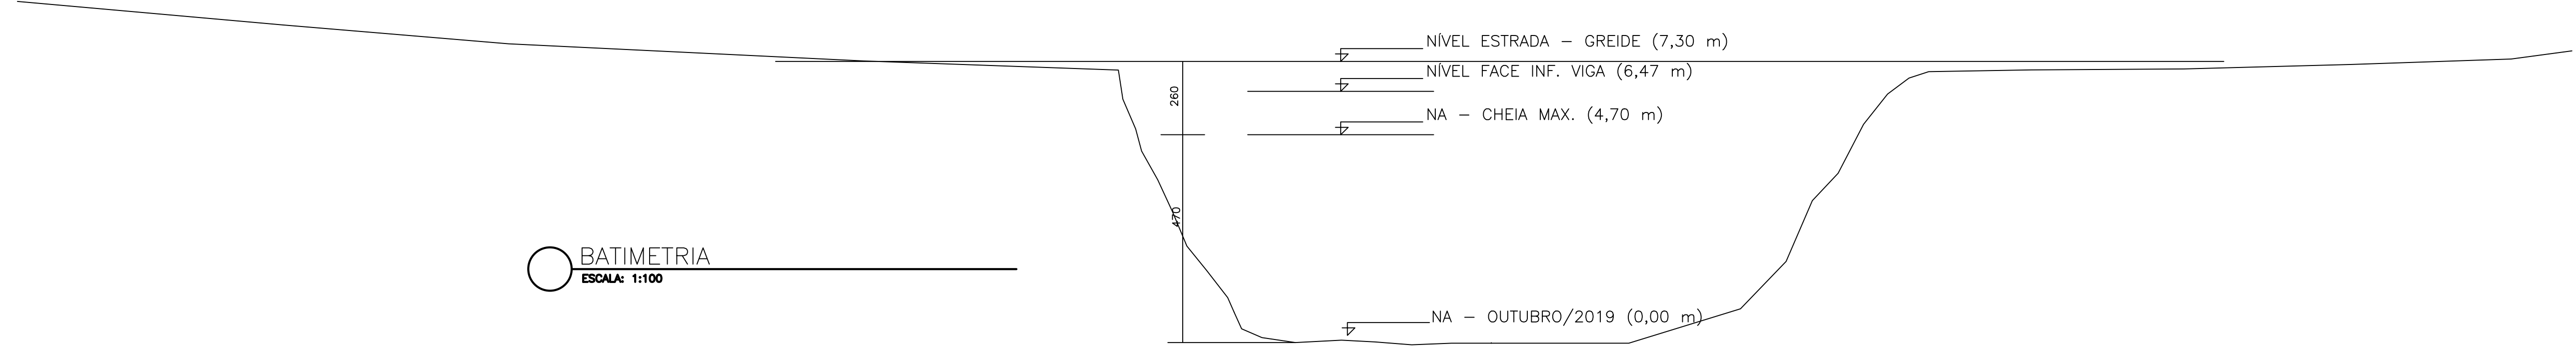 NÍVEL ESTRADA – GREIDE (7,30 m)
NÍVEL FACE INF. VIGA (6,47 m)
260
NA – CHEIA MAX. (4,70 m)
470
BATIMETRIA
ESCALA: 1:100
NA – OUTUBRO/2019 (0,00 m)